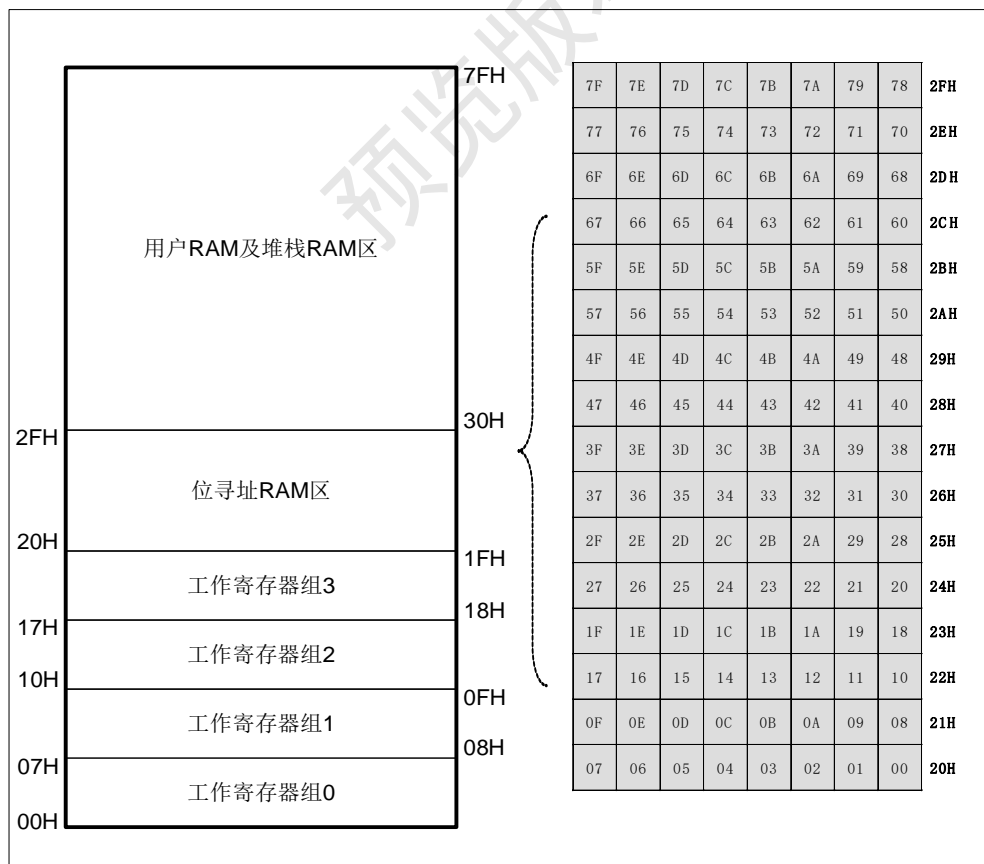 预览版
7FH
用户RAM及堆栈RAM区
30H
2FH
位寻址RAM区
20H
1FH
工作寄存器组3
18H
17H
工作寄存器组2
10H
0FH
工作寄存器组1
08H
07H
工作寄存器组0
00H
7F 7E 7D 7C 7B 7A 79 78 2FH
77 76 75 74 73 72 71 70 2EH
6F 6E 6D 6C 6B 6A 69 68 2DH
67 66 65 64 63 62 61 60 2CH
5F 5E 5D 5C 5B 5A 59 58 2BH
57 56 55 54 53 52 51 50 2AH
4F 4E 4D 4C 4B 4A 49 48 29H
47 46 45 44 43 42 41 40 28H
3F 3E 3D 3C 3B 3A 39 38 27H
37 36 35 34 33 32 31 30 26H
2F 2E 2D 2C 2B 2A 29 28 25H
27 26 25 24 23 22 21 20 24H
1F 1E 1D 1C 1B 1A 19 18 23H
17 16 15 14 13 12 11 10 22H
0F 0E 0D 0C 0B 0A 09 08 21H
07 06 05 04 03 02 01 00 20H